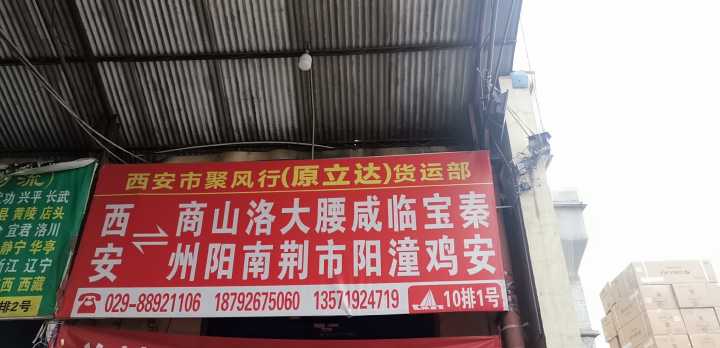 西安市聚风行(原立达)货运部
西安⇌商山洛大腰咸临宝秦
州阳南荆市阳潼鸡安
029-88921106 18792675060 13571924719 10排1号
功 兴平 长武
县 黄陵 店头
宜君 洛川
静宁 华亭
浙江 辽宁
西 西藏
排2号